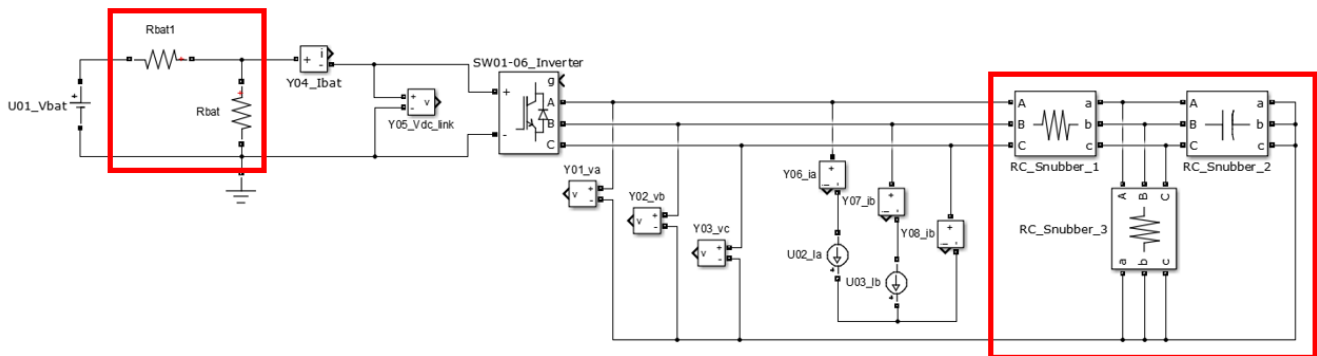 Rbat1
U01_Vbat
Rbat
i
+
-
Y04_Ibat
+
-
v
Y05_Vdc_link
SW01-06_Inverter
g
+
-
A
B
C
v
+
-
Y01_va
v
+
-
Y02_vb
v
+
-
Y03_vc
Y06_ia
+
-
i
U02_Ia
Y07_ib
+
-
i
U03_Ib
Y08_ib
+
-
i
A
B
C
a
b
c
RC_Snubber_1
A
B
C
a
b
c
RC_Snubber_2
RC_Snubber_3
A
B
C
a
b
c